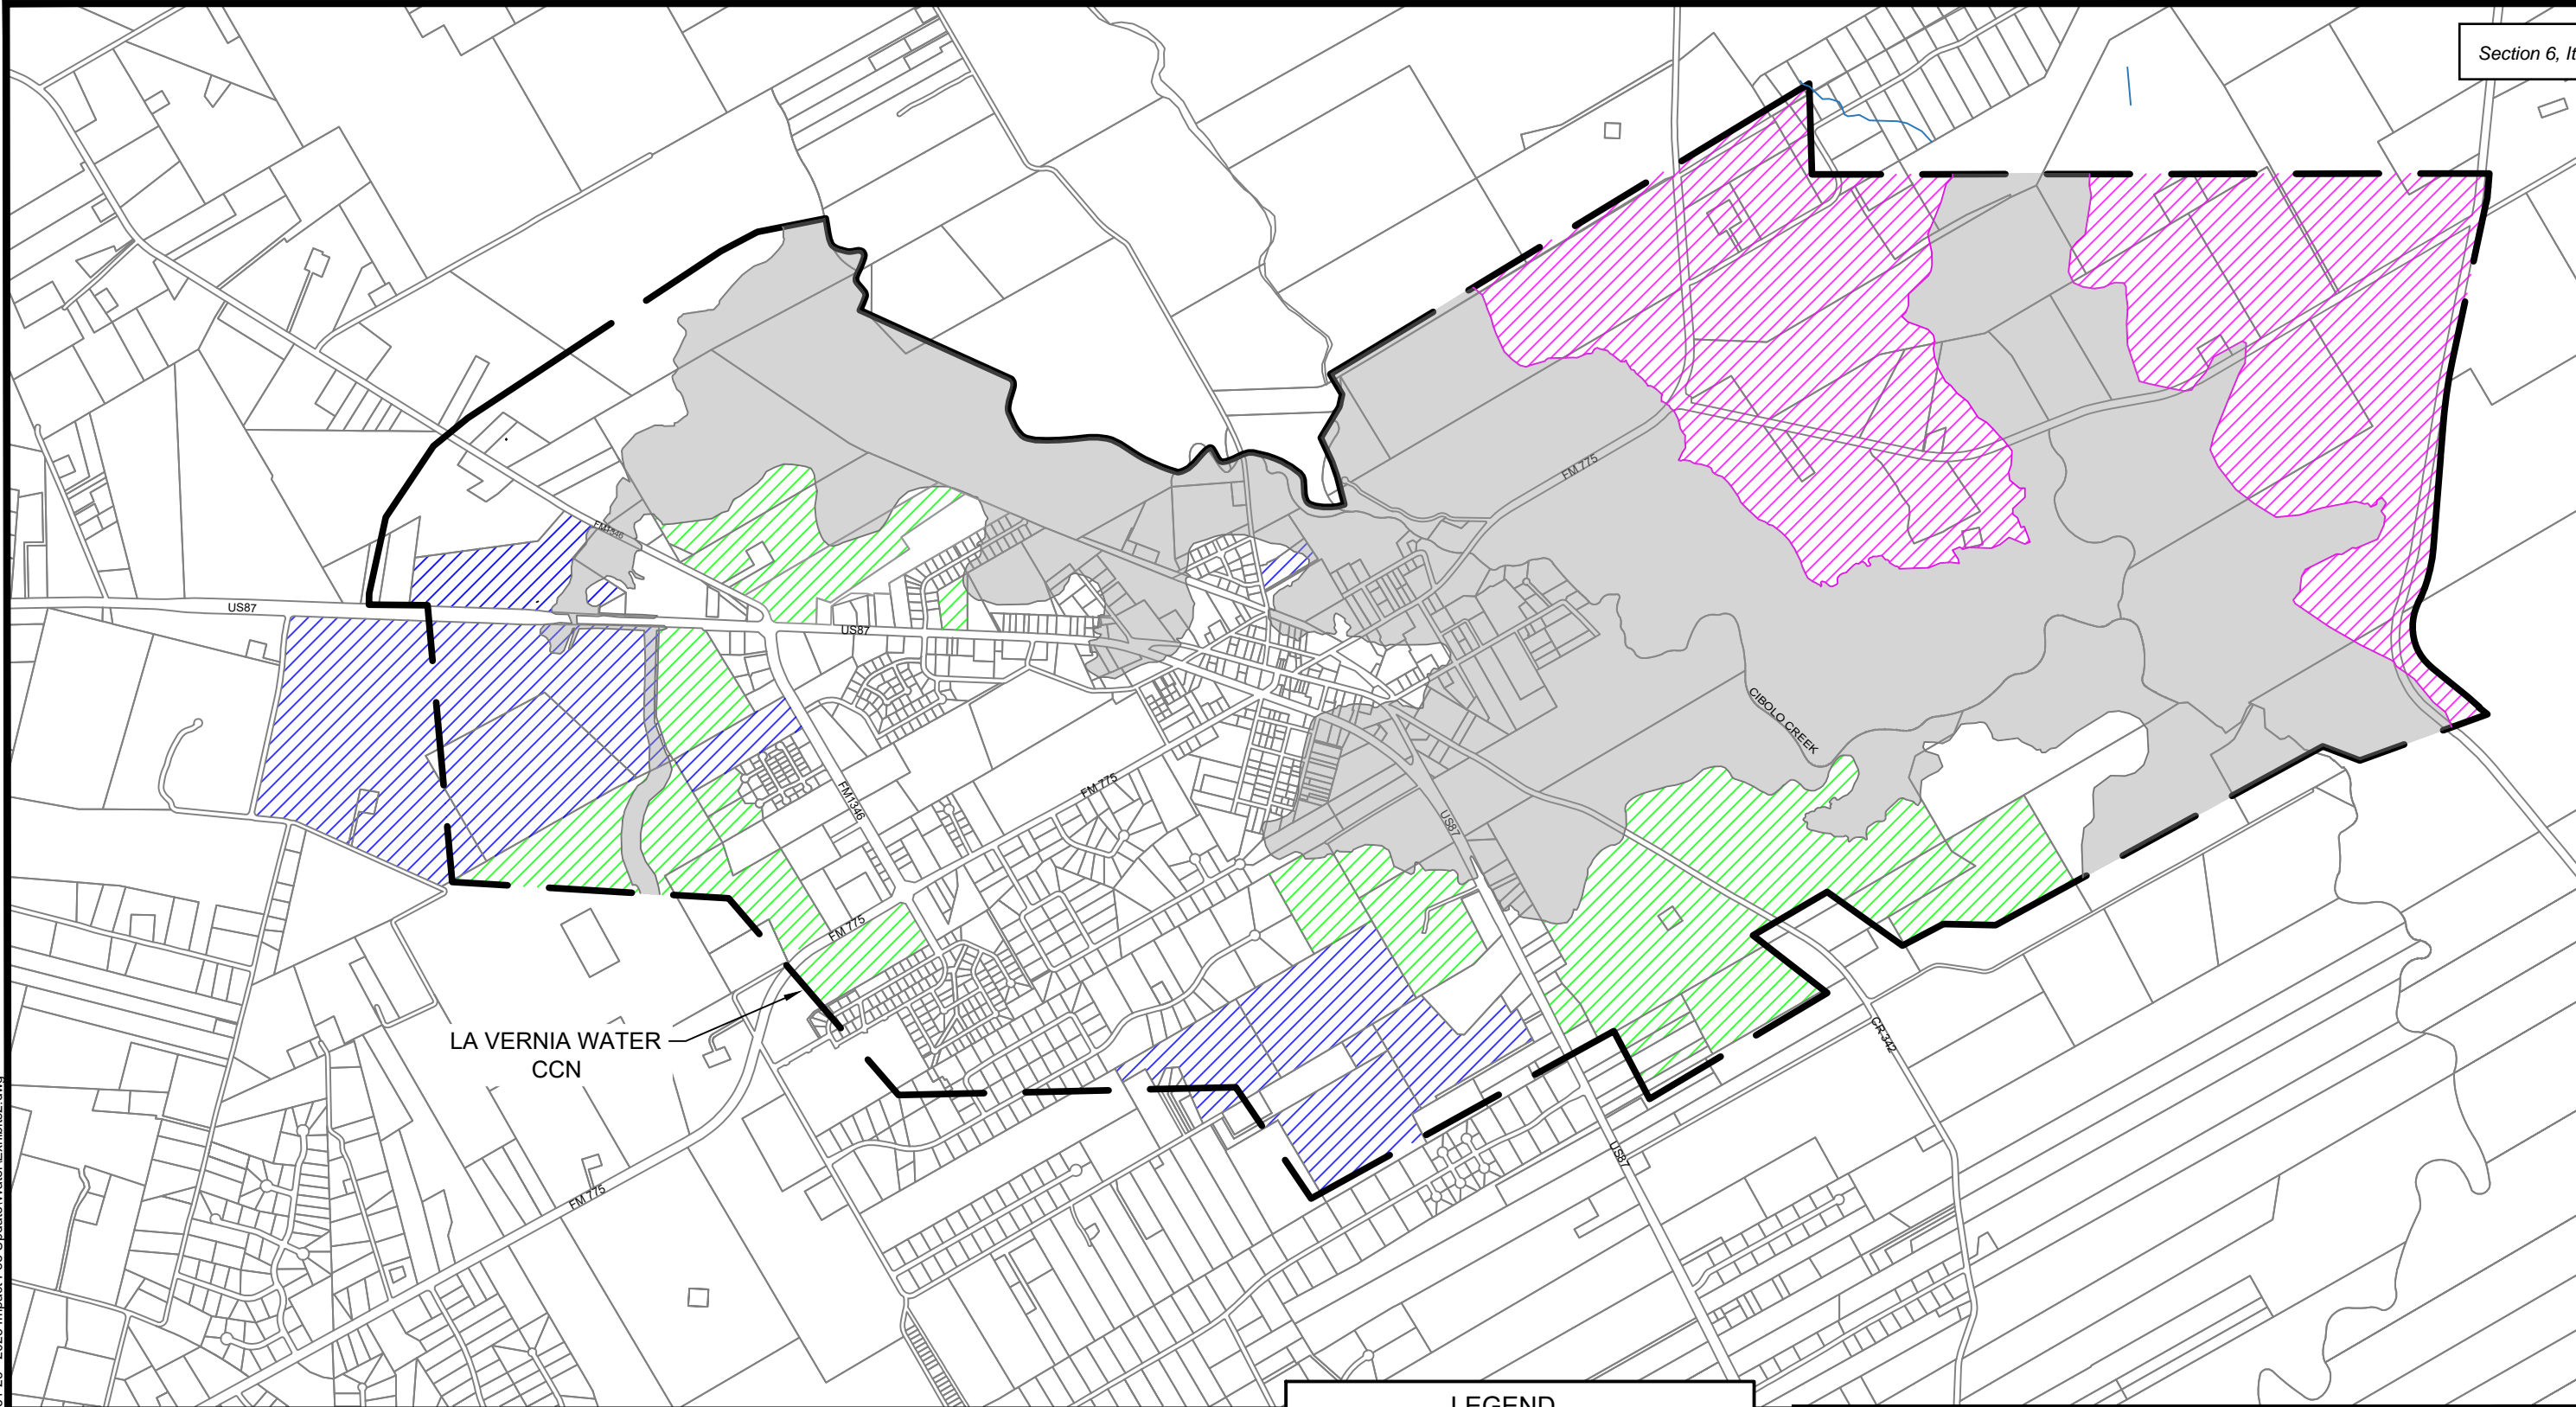 Section 6, It
FM 775
FM1346
US87
US87
CIBOLO CREEK
FM 775
FM1346
US87
FM 775
LA VERNIA WATER
CCN
CR 342
US87
FM 775
LEGEND